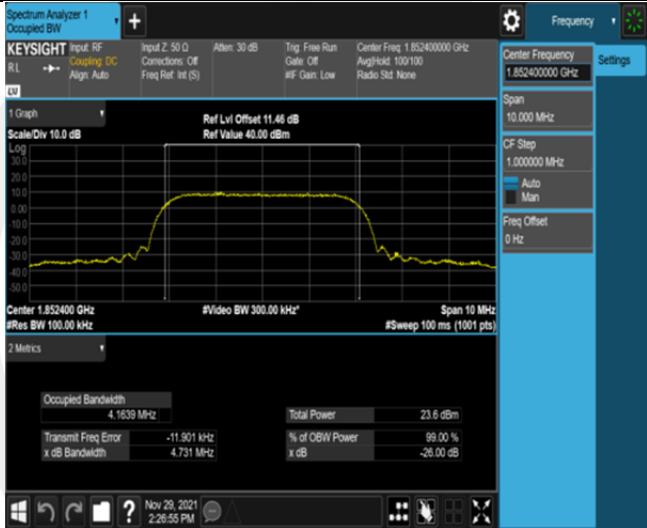 Spectrum Analyzer 1
Occupied BW
Frequency
KEYSIGHT
Input: RF
Coupling: DC
Align: Auto
Input Z: 50 Ω
Corrections: Off
Freq Ref: Int (S)
Atten: 30 dB
Trig: Free Run
Gate: Off
#IF Gain: Low
Center Freq: 1.852400000 GHz
Avg|Hold: 100/100
Radio Std: None
RL
LXI
Center Frequency
1.852400000 GHz
Settings
Span
10.000 MHz
CF Step
1.000000 MHz
Auto
Man
Freq Offset
0 Hz
1 Graph
Scale/Div 10.0 dB
Ref Lvl Offset 11.46 dB
Ref Value 40.00 dBm
Log
30.0
20.0
10.0
0.00
-10.0
-20.0
-30.0
-40.0
-50.0
Center 1.852400 GHz
#Video BW 300.00 kHz*
Span 10 MHz
#Res BW 100.00 kHz
#Sweep 100 ms (1001 pts)
2 Metrics
Occupied Bandwidth
4.1639 MHz
Total Power 23.6 dBm
Transmit Freq Error -11.901 kHz
% of OBW Power 99.00 %
x dB Bandwidth 4.731 MHz
x dB -26.00 dB
?
Nov 29, 2021
2:26:55 PM